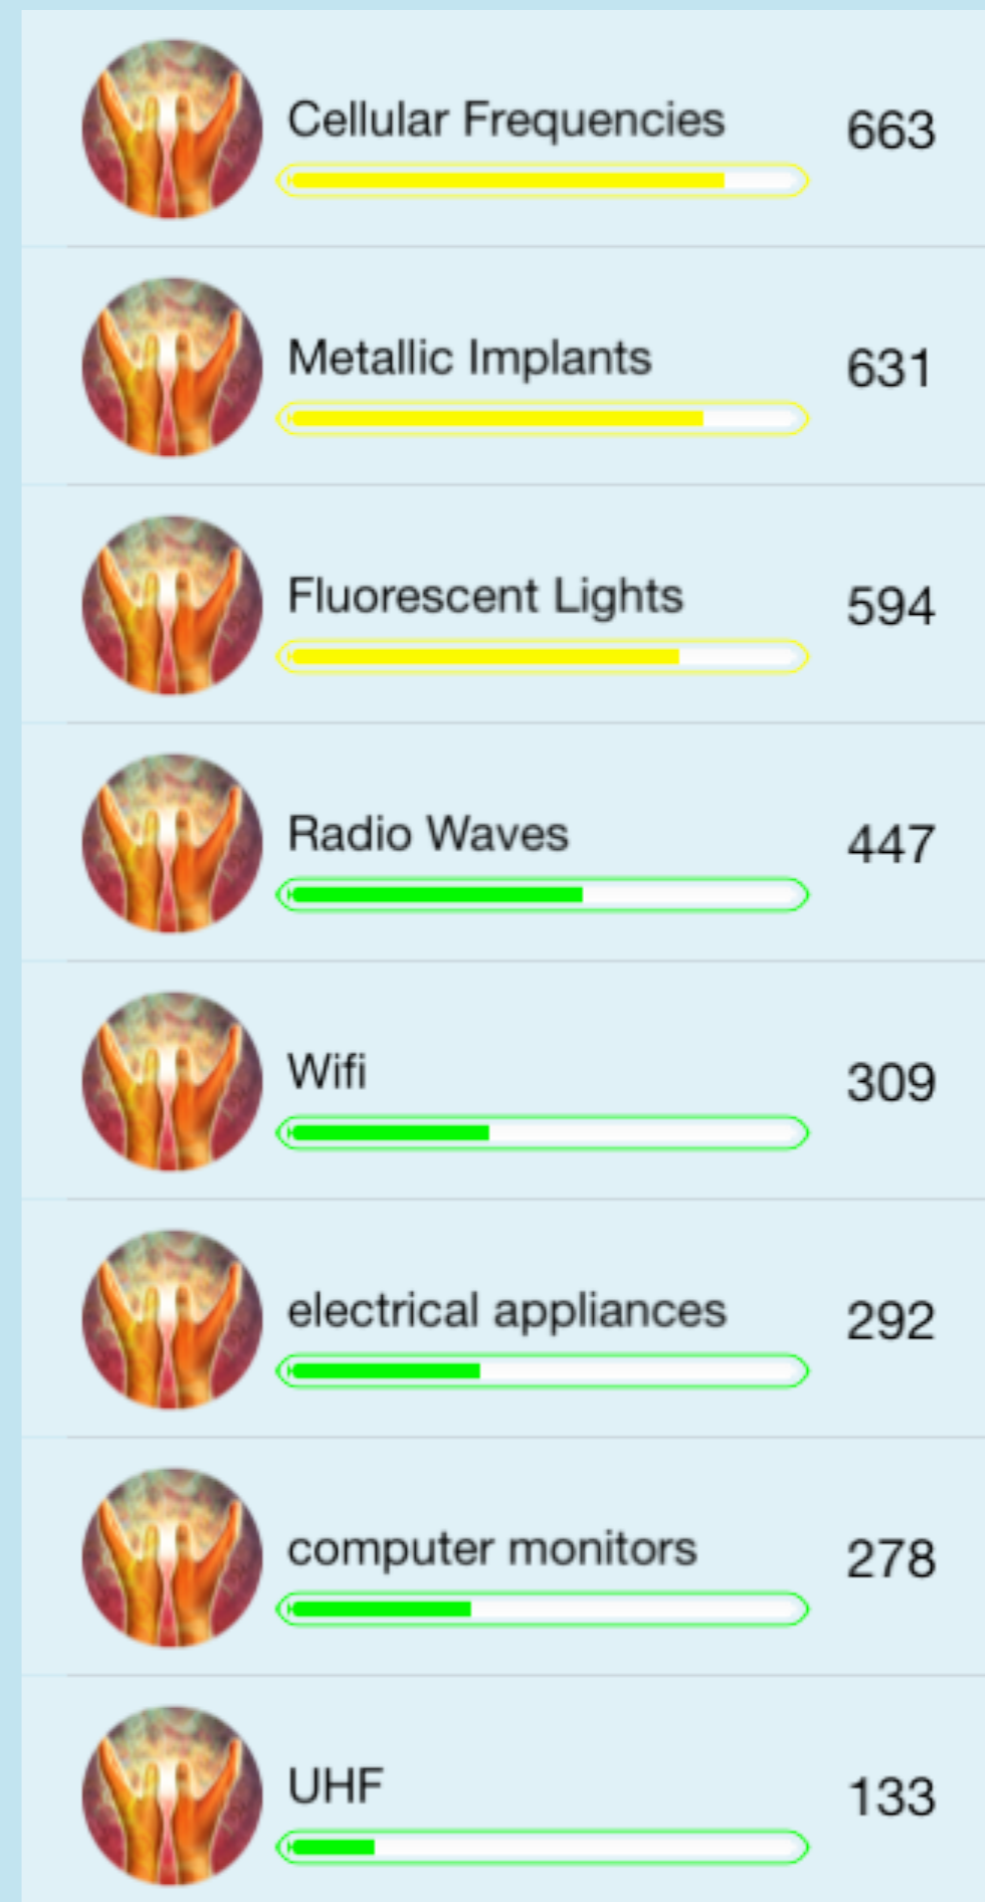 Cellular Frequencies 663
Metallic Implants 631
Fluorescent Lights 594
Radio Waves 447
Wifi 309
electrical appliances 292
computer monitors 278
UHF 133